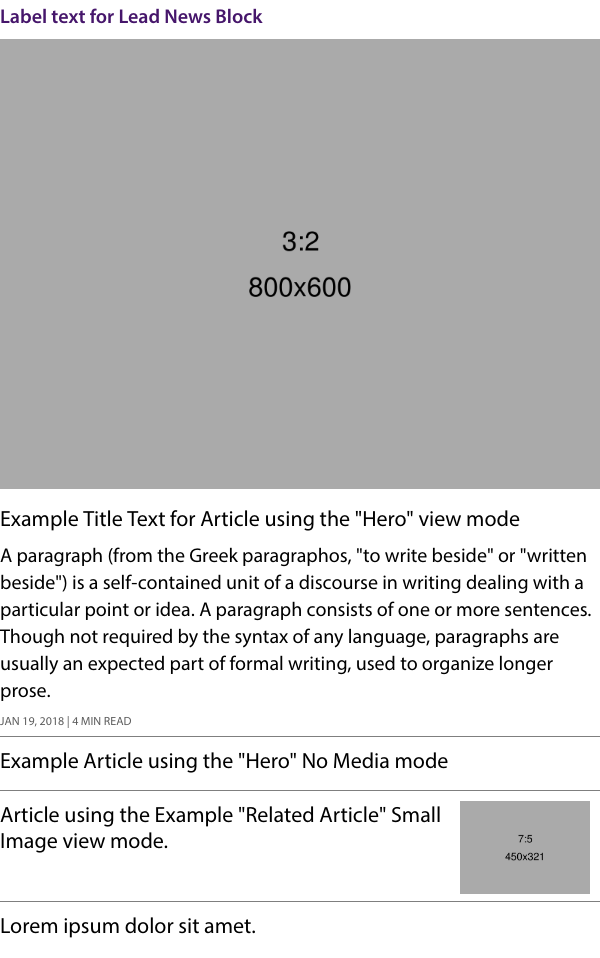 Label text for Lead News Block
3:2
800x600
Example Title Text for Article using the "Hero" view mode
A paragraph (from the Greek paragraphos, "to write beside" or "written
beside") is a self-contained unit of a discourse in writing dealing with a
particular point or idea. A paragraph consists of one or more sentences.
Though not required by the syntax of any language, paragraphs are
usually an expected part of formal writing, used to organize longer
prose.
JAN 19, 2018 | 4 MIN READ
Example Article using the "Hero" No Media mode
Article using the Example "Related Article" Small
Image view mode.
7:5
450x321
Lorem ipsum dolor sit amet.